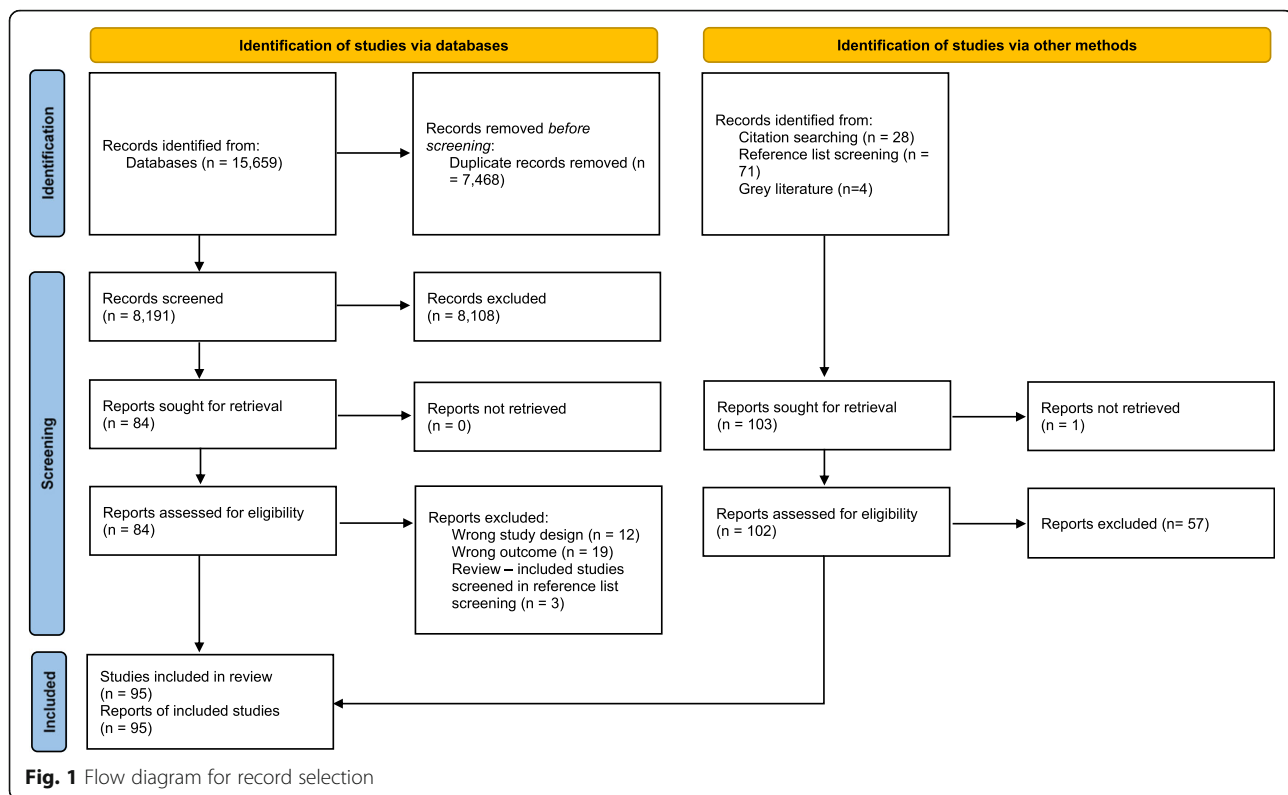 Identification of studies via databases
Identification of studies via other methods
Identification
Records identified from:
Databases (n = 15,659)
Records removed before
screening:
Duplicate records removed (n
= 7,468)
Records identified from:
Citation searching (n = 28)
Reference list screening (n =
71)
Grey literature (n=4)
Screening
Records screened
(n = 8,191)
Records excluded
(n = 8,108)
Reports sought for retrieval
(n = 84)
Reports not retrieved
(n = 0)
Reports sought for retrieval
(n = 103)
Reports not retrieved
(n = 1)
Reports assessed for eligibility
(n = 84)
Reports excluded:
Wrong study design (n = 12)
Wrong outcome (n = 19)
Review – included studies
screened in reference list
screening (n = 3)
Reports assessed for eligibility
(n = 102)
Reports excluded (n= 57)
Included
Studies included in review
(n = 95)
Reports of included studies
(n = 95)
Fig. 1 Flow diagram for record selection